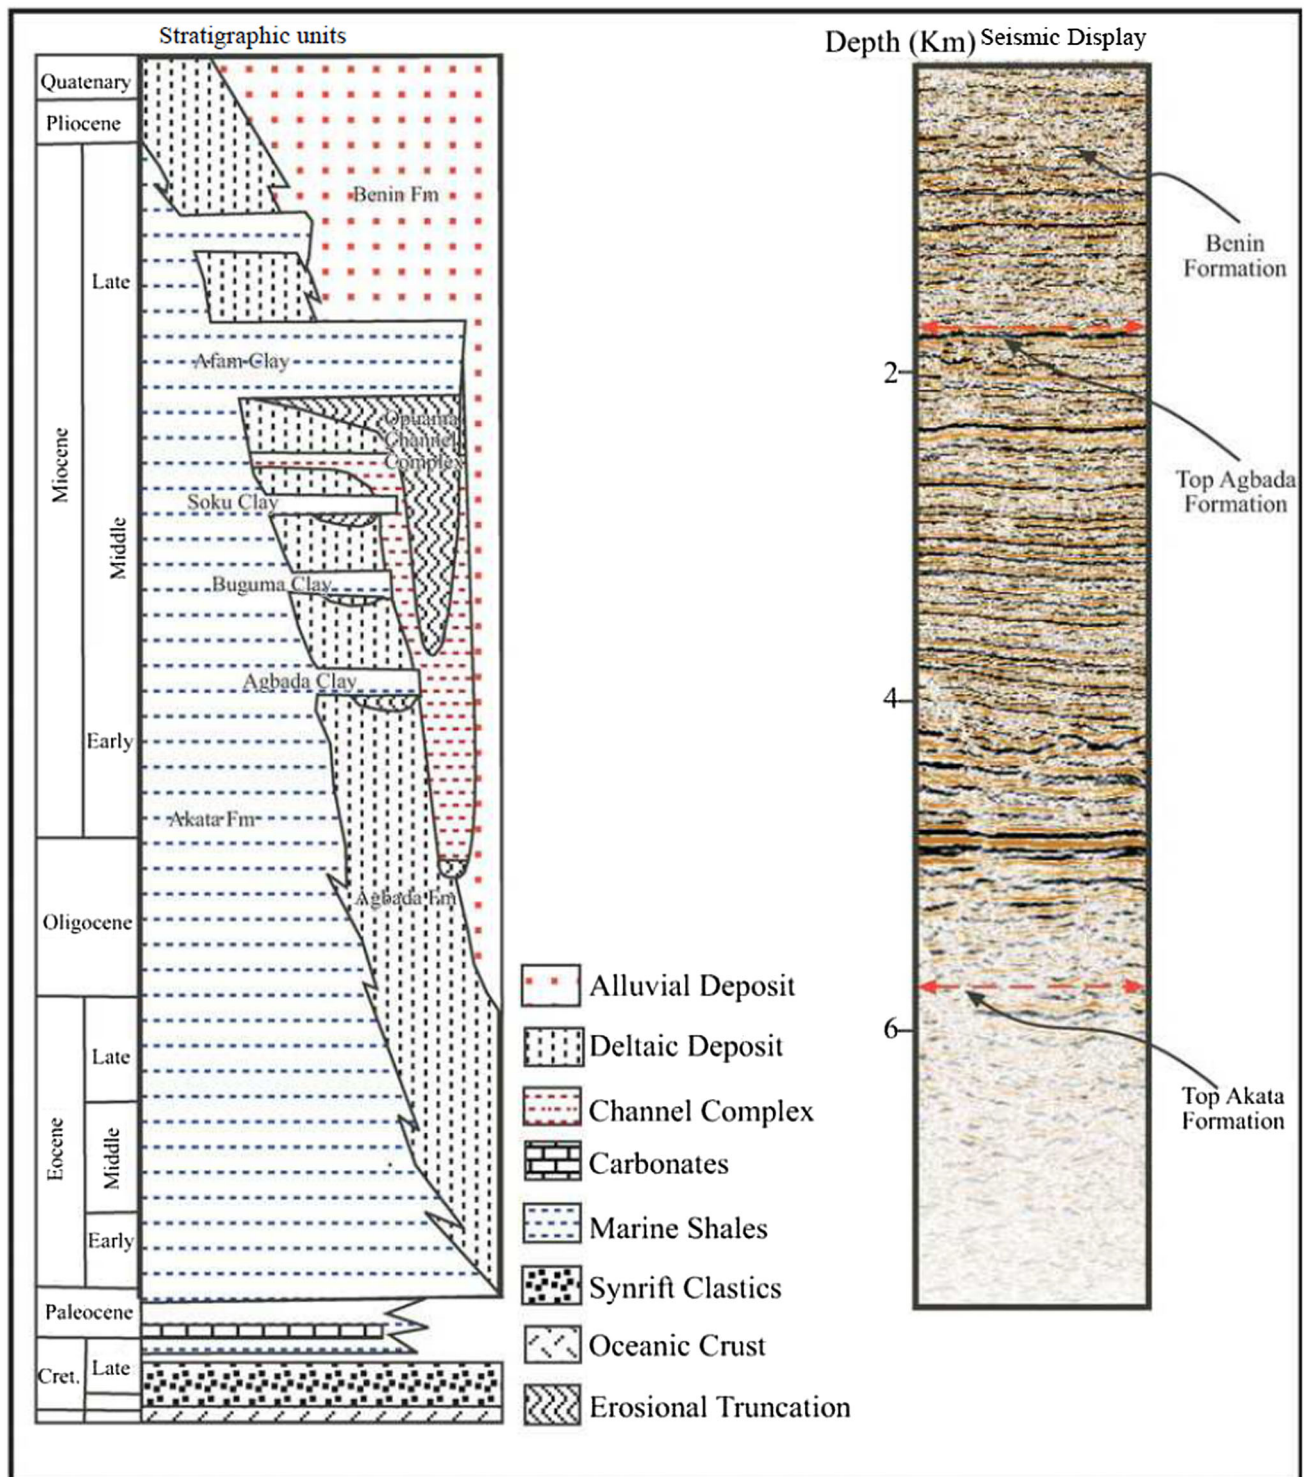 Stratigraphic units
Depth (Km)
Seismic Display
Quatenary
Pliocene
Miocene
Late
Middle
Early
Oligocene
Eocene
Late
Middle
Early
Paleocene
Cret.
Late
Benin Fm
Afam Clay
Opuama
Channel
Complex
Soku Clay
Buguma Clay
Agbada Clay
Akata Fm
Agbada Fm
Alluvial Deposit
Deltaic Deposit
Channel Complex
Carbonates
Marine Shales
Synrift Clastics
Oceanic Crust
Erosional Truncation
2
4
6
Benin
Formation
Top Agbada
Formation
Top Akata
Formation